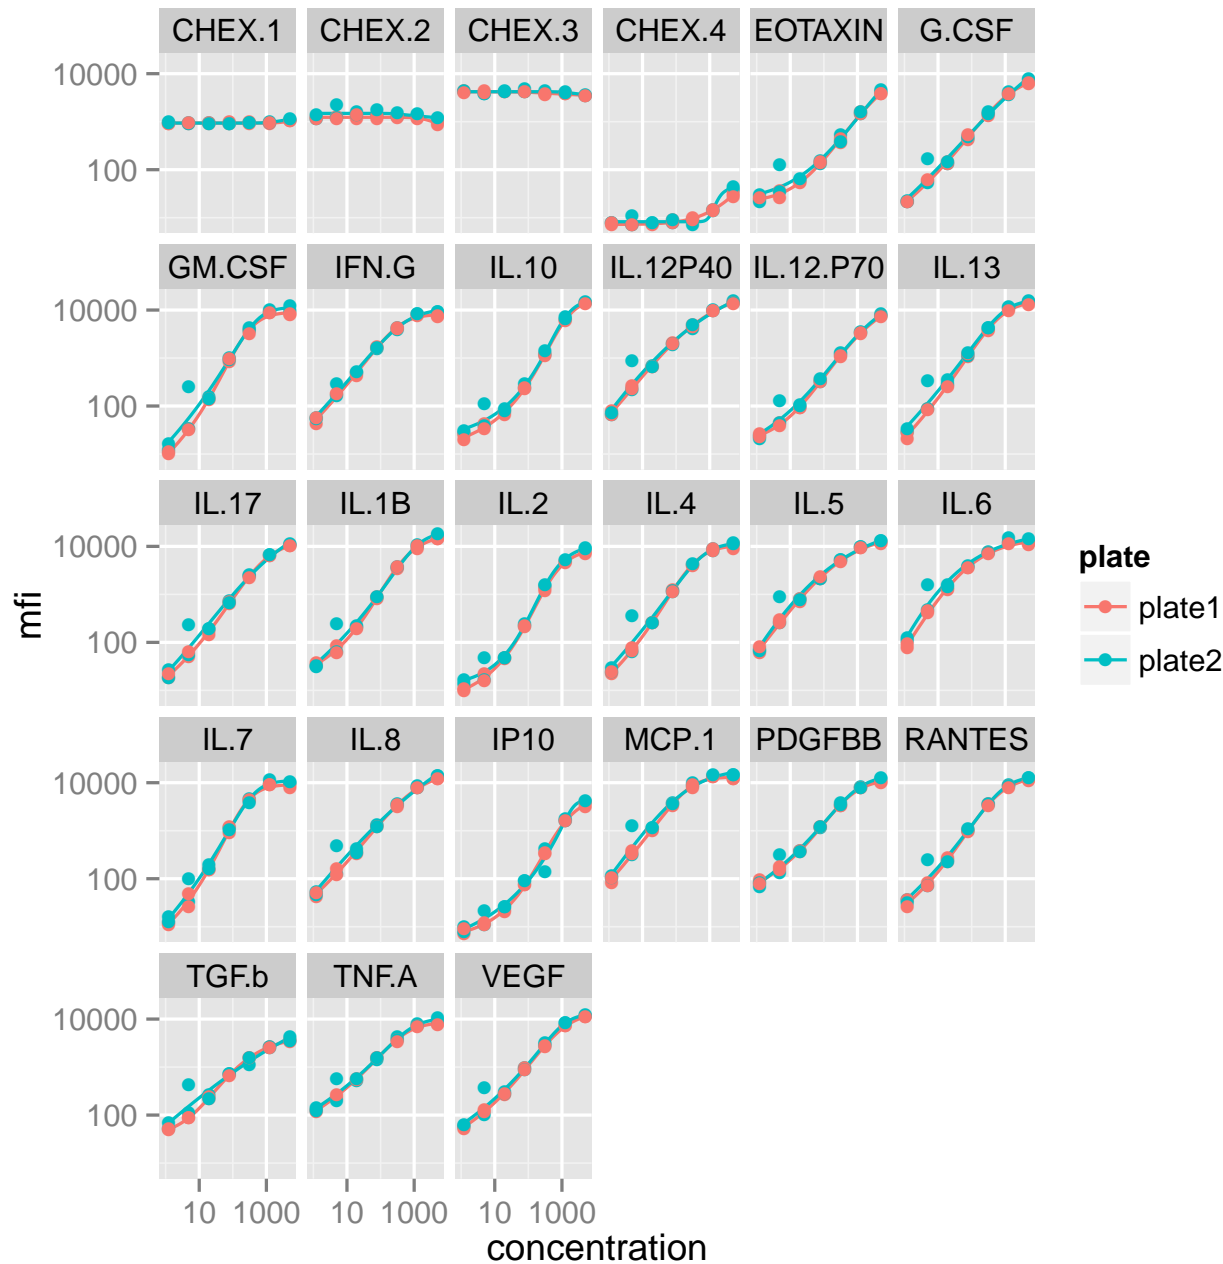 CHEX.1 CHEX.2 CHEX.3 CHEX.4 EOTAXIN G.CSF
10000
100
GM.CSF IFN.G IL.10 IL.12P40 IL.12.P70 IL.13
10000
100
IL.17 IL.1B IL.2 IL.4 IL.5 IL.6
10000
100
IL.7 IL.8 IP10 MCP.1 PDGFBB RANTES
10000
100
TGF.b TNF.A VEGF
10000
100
10 1000 10 1000 10 1000
concentration
mfi
plate
plate1
plate2